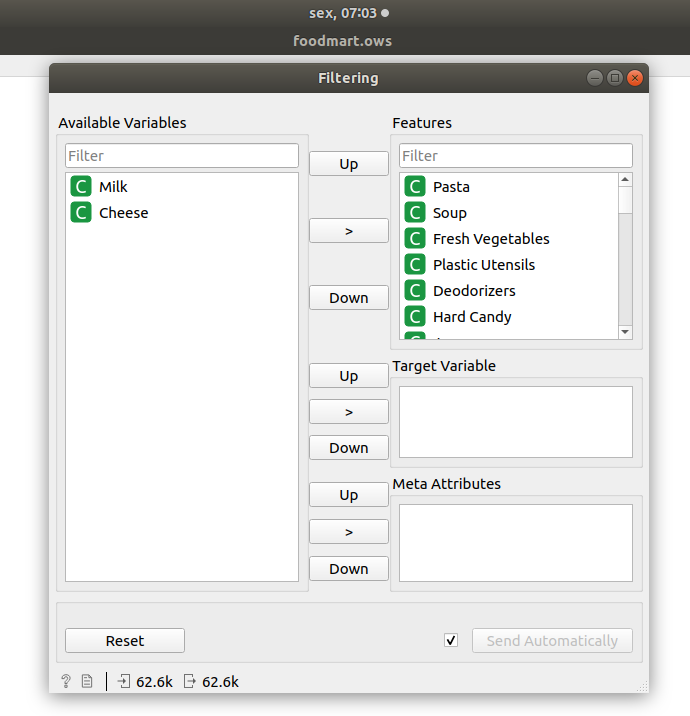 sex, 07:03
foodmart.ows
Filtering
Available Variables
Filter
C Milk
C Cheese
Up
>
Down
Up
>
Down
Up
>
Down
Features
Filter
C Pasta
C Soup
C Fresh Vegetables
C Plastic Utensils
C Deodorizers
C Hard Candy
C
Target Variable
Meta Attributes
Reset
Send Automatically
? 62.6k 62.6k